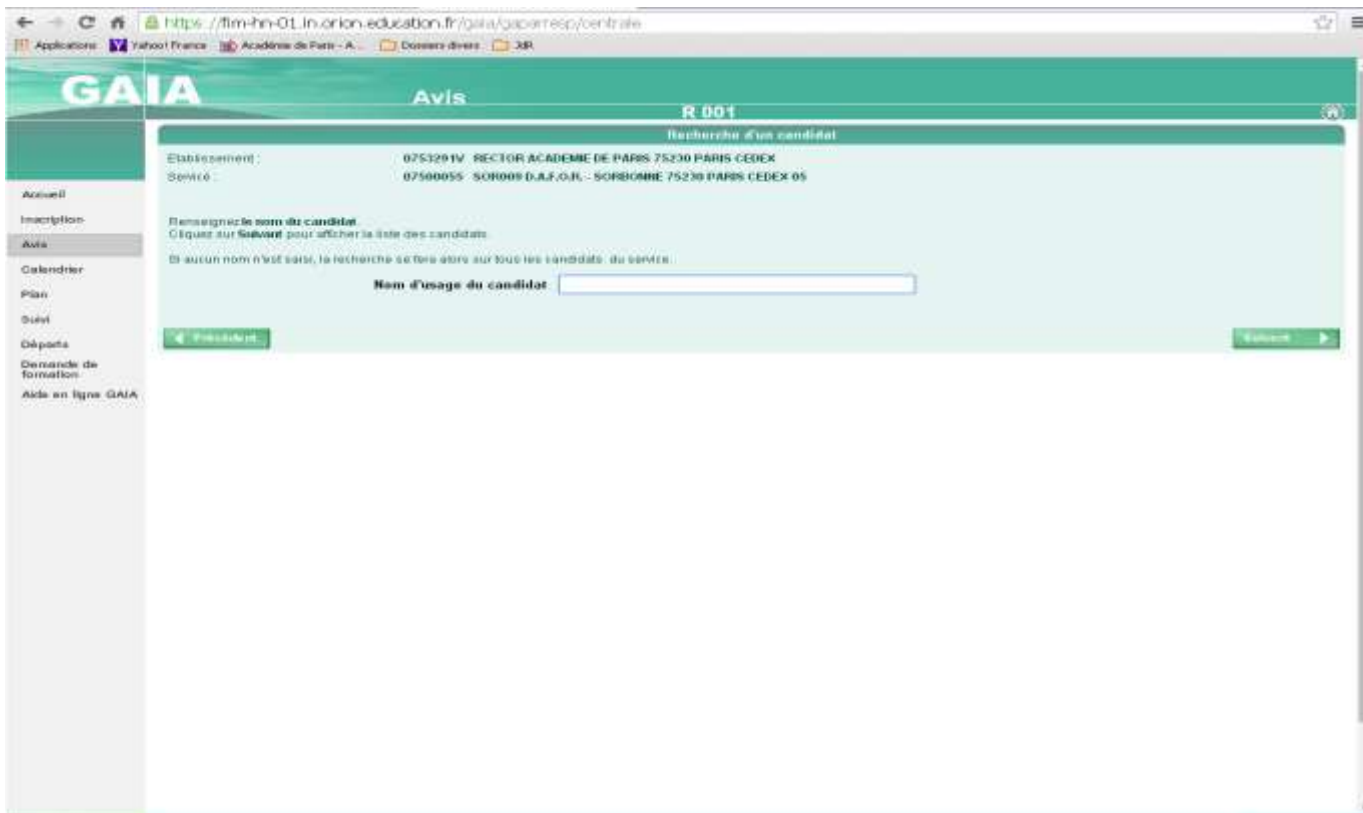 https://fim-hn-01.in.orion.education.fr/gaia/gaparresp/centrale
Applications Yahoo! France Académie de Paris - A... Dossiers divers JIR
GAIA Avis
R 001
Recherche d'un candidat
Etablissement : 0753291V RECTOR ACADEMIE DE PARIS 75230 PARIS CEDEX
Service : 07500055 SOR009 D.A.F.O.R. - SORBONNE 75230 PARIS CEDEX 05
Accueil
Inscription
Avis
Calendrier
Plan
Suivi
Départs
Demande de
formation
Aide en ligne GAIA
Renseignez le nom du candidat.
Cliquez sur Suivant pour afficher la liste des candidats.
Si aucun nom n'est saisi, la recherche se fera alors sur tous les candidats du service.
Nom d'usage du candidat
Précédent
Suivant